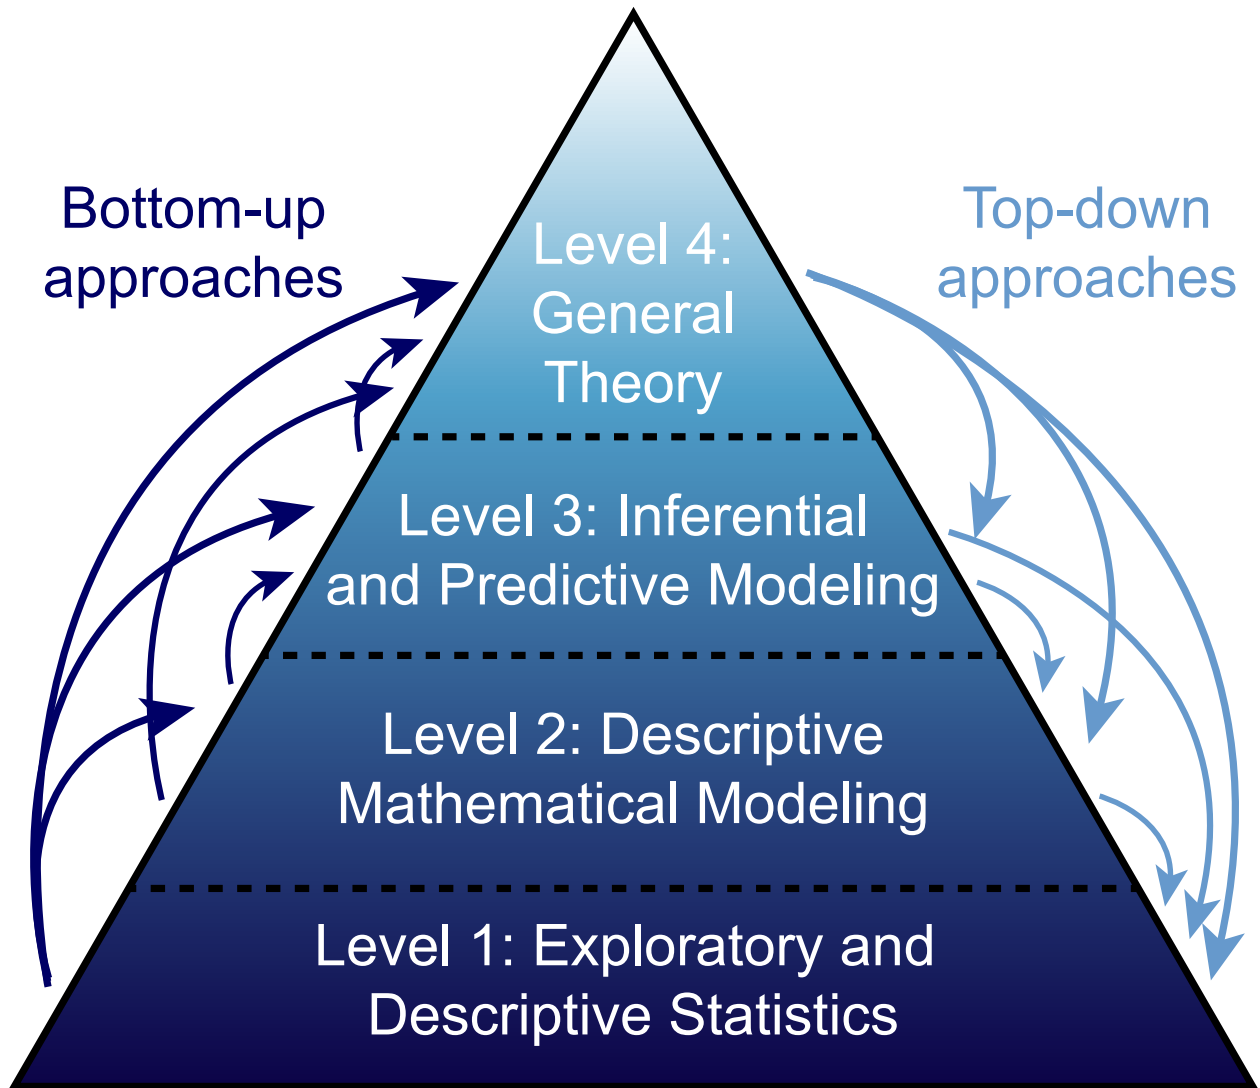 Bottom-up
approaches
Top-down
approaches
Level 4:
General
Theory
Level 3: Inferential
and Predictive Modeling
Level 2: Descriptive
Mathematical Modeling
Level 1: Exploratory and
Descriptive Statistics